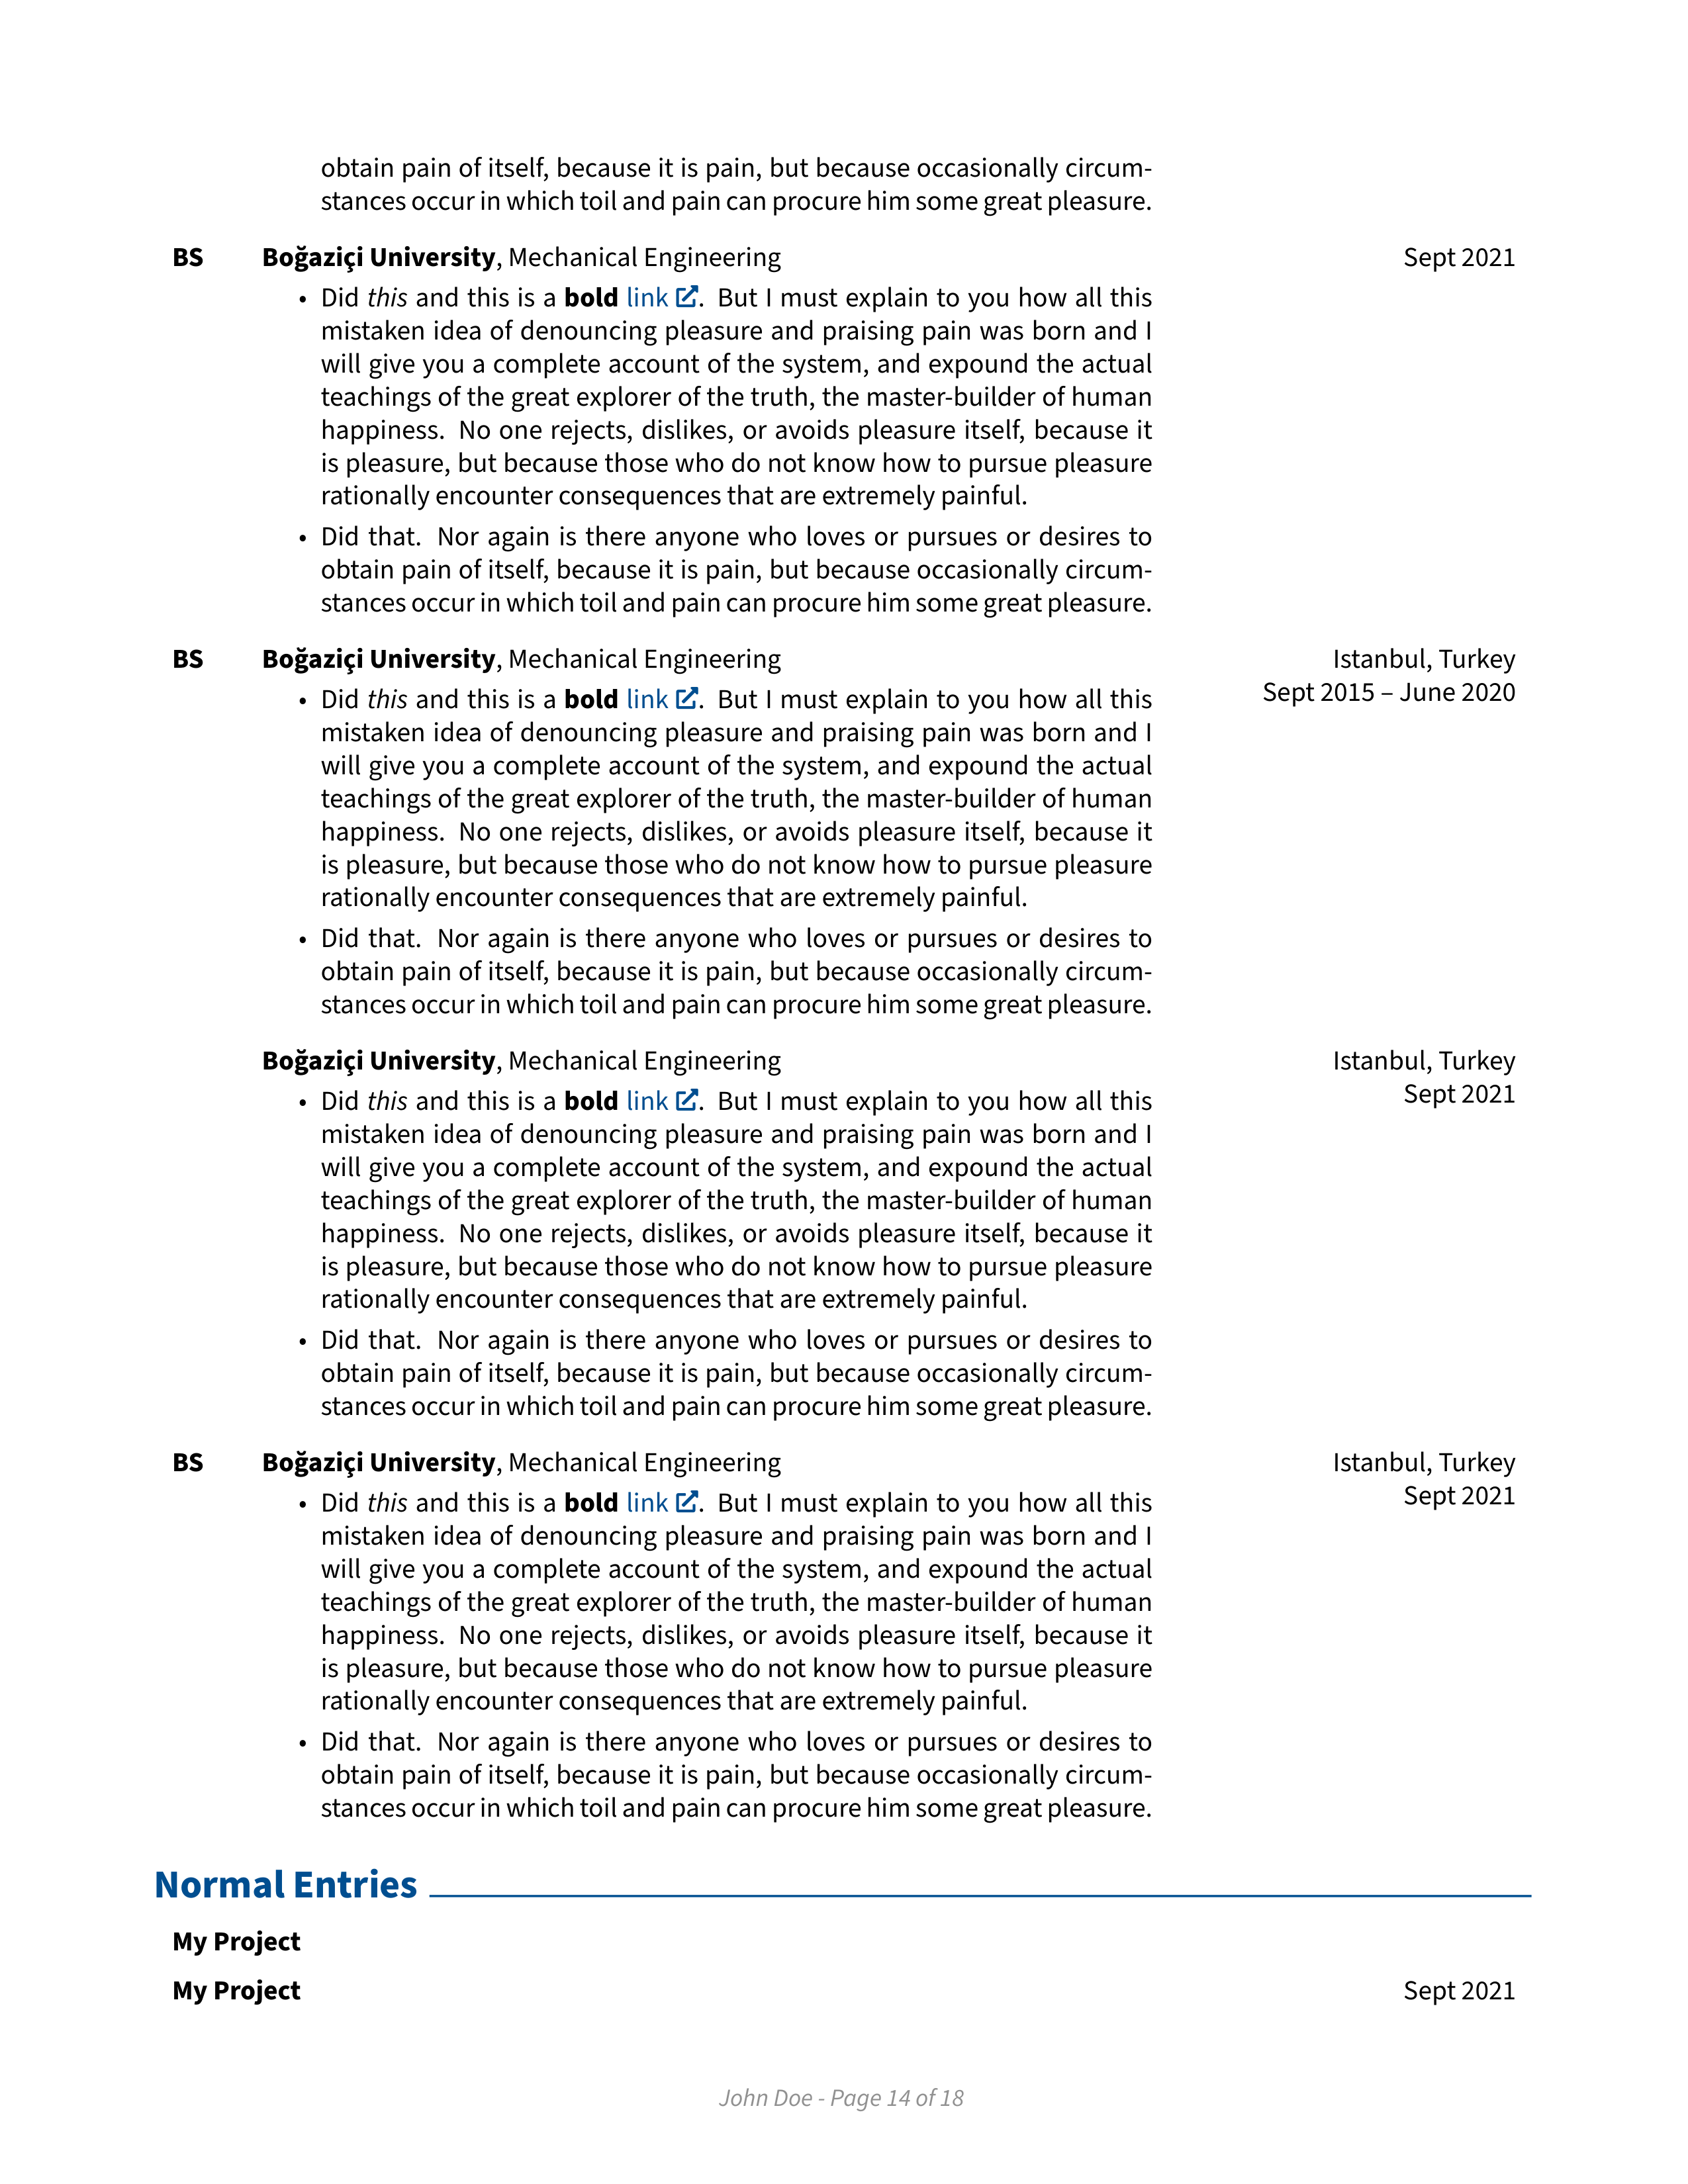 obtain pain of itself, because it is pain, but because occasionally circum-
stances occur in which toil and pain can procure him some great pleasure.
BS Boğaziçi University, Mechanical Engineering Sept 2021
• Did this and this is a bold link. But I must explain to you how all this
mistaken idea of denouncing pleasure and praising pain was born and I
will give you a complete account of the system, and expound the actual
teachings of the great explorer of the truth, the master-builder of human
happiness. No one rejects, dislikes, or avoids pleasure itself, because it
is pleasure, but because those who do not know how to pursue pleasure
rationally encounter consequences that are extremely painful.
• Did that. Nor again is there anyone who loves or pursues or desires to
obtain pain of itself, because it is pain, but because occasionally circum-
stances occur in which toil and pain can procure him some great pleasure.
BS Boğaziçi University, Mechanical Engineering Istanbul, Turkey
Sept 2015 – June 2020
• Did this and this is a bold link. But I must explain to you how all this
mistaken idea of denouncing pleasure and praising pain was born and I
will give you a complete account of the system, and expound the actual
teachings of the great explorer of the truth, the master-builder of human
happiness. No one rejects, dislikes, or avoids pleasure itself, because it
is pleasure, but because those who do not know how to pursue pleasure
rationally encounter consequences that are extremely painful.
• Did that. Nor again is there anyone who loves or pursues or desires to
obtain pain of itself, because it is pain, but because occasionally circum-
stances occur in which toil and pain can procure him some great pleasure.
Boğaziçi University, Mechanical Engineering Istanbul, Turkey
Sept 2021
• Did this and this is a bold link. But I must explain to you how all this
mistaken idea of denouncing pleasure and praising pain was born and I
will give you a complete account of the system, and expound the actual
teachings of the great explorer of the truth, the master-builder of human
happiness. No one rejects, dislikes, or avoids pleasure itself, because it
is pleasure, but because those who do not know how to pursue pleasure
rationally encounter consequences that are extremely painful.
• Did that. Nor again is there anyone who loves or pursues or desires to
obtain pain of itself, because it is pain, but because occasionally circum-
stances occur in which toil and pain can procure him some great pleasure.
BS Boğaziçi University, Mechanical Engineering Istanbul, Turkey
Sept 2021
• Did this and this is a bold link. But I must explain to you how all this
mistaken idea of denouncing pleasure and praising pain was born and I
will give you a complete account of the system, and expound the actual
teachings of the great explorer of the truth, the master-builder of human
happiness. No one rejects, dislikes, or avoids pleasure itself, because it
is pleasure, but because those who do not know how to pursue pleasure
rationally encounter consequences that are extremely painful.
• Did that. Nor again is there anyone who loves or pursues or desires to
obtain pain of itself, because it is pain, but because occasionally circum-
stances occur in which toil and pain can procure him some great pleasure.
Normal Entries
My Project
My Project Sept 2021
John Doe - Page 14 of 18